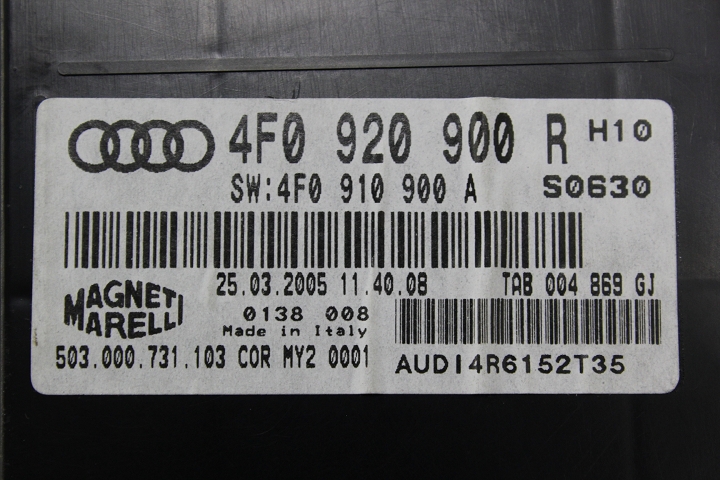 4F0 920 900 R H10
SW:4F0 910 900 A S0630
25.03.2005 11.40.08 TAB 004 869 GJ
MAGNETI
MARELLI
0138 008
Made in Italy
503.000.731.103 COR MY2 0001
AUDI4R6152T35